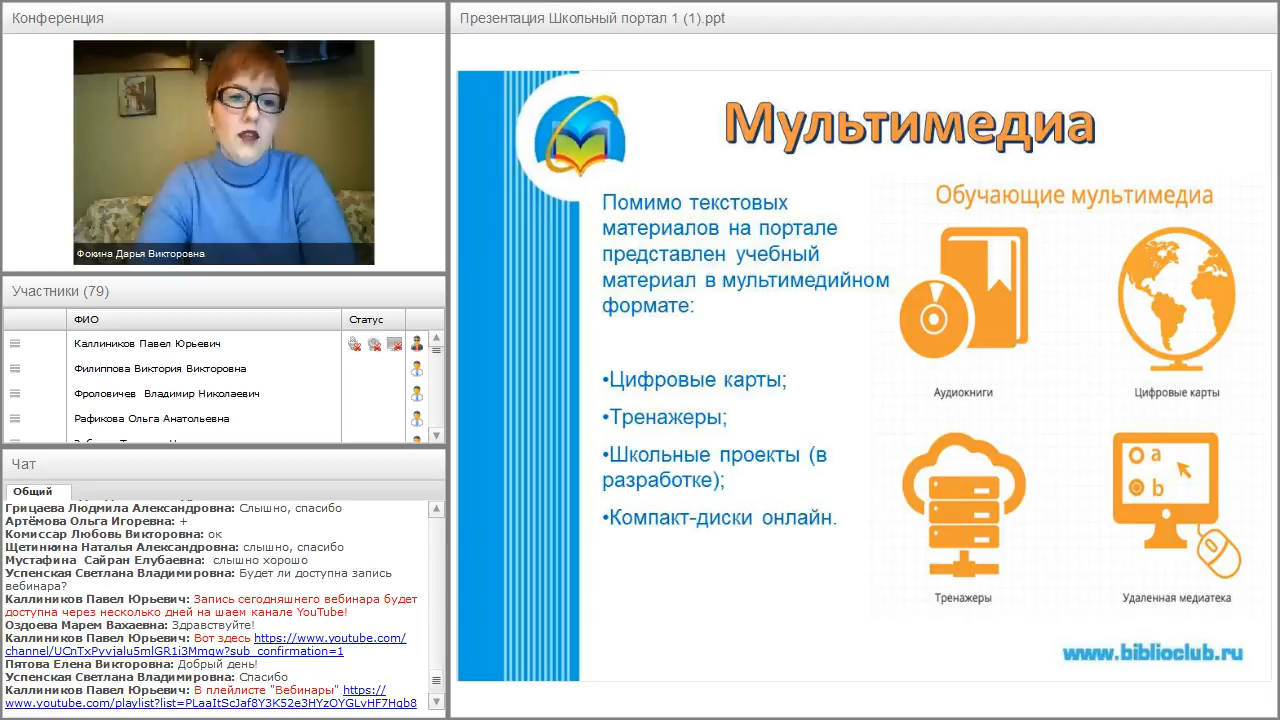 Конференция
Фокина Дарья Викторовна
Участники (79)
ФИО Статус
Каллиников Павел Юрьевич
Филиппова Виктория Викторовна
Фроловичев Владимир Николаевич
Рафикова Ольга Анатольевна
Чат
Общий
Грицаева Людмила Александровна: Слышно, спасибо
Артёмова Ольга Игоревна: +
Комиссар Любовь Викторовна: ок
Щетинкина Наталья Александровна: слышно, спасибо
Мустафина Сайран Елубаевна: слышно хорошо
Успенская Светлана Владимировна: Будет ли доступна запись
вебинара?
Каллиников Павел Юрьевич: Запись сегодняшнего вебинара будет
доступна через несколько дней на шаем канале YouTube!
Оздоева Марем Вахаевна: Здравствуйте!
Каллиников Павел Юрьевич: Вот здесь https://www.youtube.com/
channel/UCnTxPyvjalu5mlGR1i3Mmqw?sub_confirmation=1
Пятова Елена Викторовна: Добрый день!
Успенская Светлана Владимировна: Спасибо
Каллиников Павел Юрьевич: В плейлисте "Вебинары" https://
www.youtube.com/playlist?list=PLaaItScJaf8Y3K52e3HYzOYGLvHF7Hqb8
Презентация Школьный портал 1 (1).ppt
Мультимедиа
Помимо текстовых
материалов на портале
представлен учебный
материал в мультимедийном
формате:
•Цифровые карты;
•Тренажеры;
•Школьные проекты (в
разработке);
•Компакт-диски онлайн.
Обучающие мультимедиа
Аудиокниги
Цифровые карты
a
b
Тренажеры
Удаленная медиатека
www.biblioclub.ru